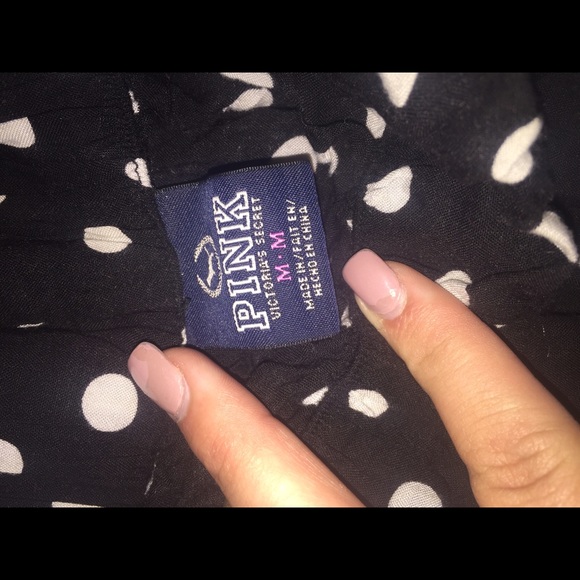 PINK
VICTORIA'S SECRET
M • M
MADE IN/FAIT EN/
HECHO EN CHINA